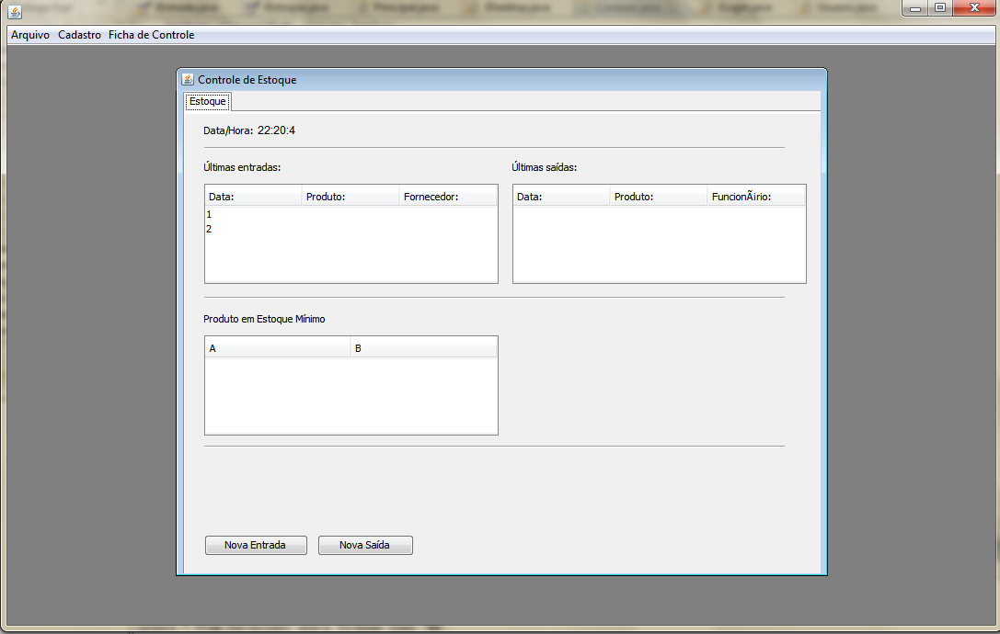 Arquivo Cadastro Ficha de Controle
Controle de Estoque
Estoque
Data/Hora: 22:20:4
Últimas entradas: Últimas saídas:
Data: Produto: Fornecedor: Data: Produto: FuncionÃirio:
1
2
Produto em Estoque Mínimo
A B
Nova Entrada Nova Saída